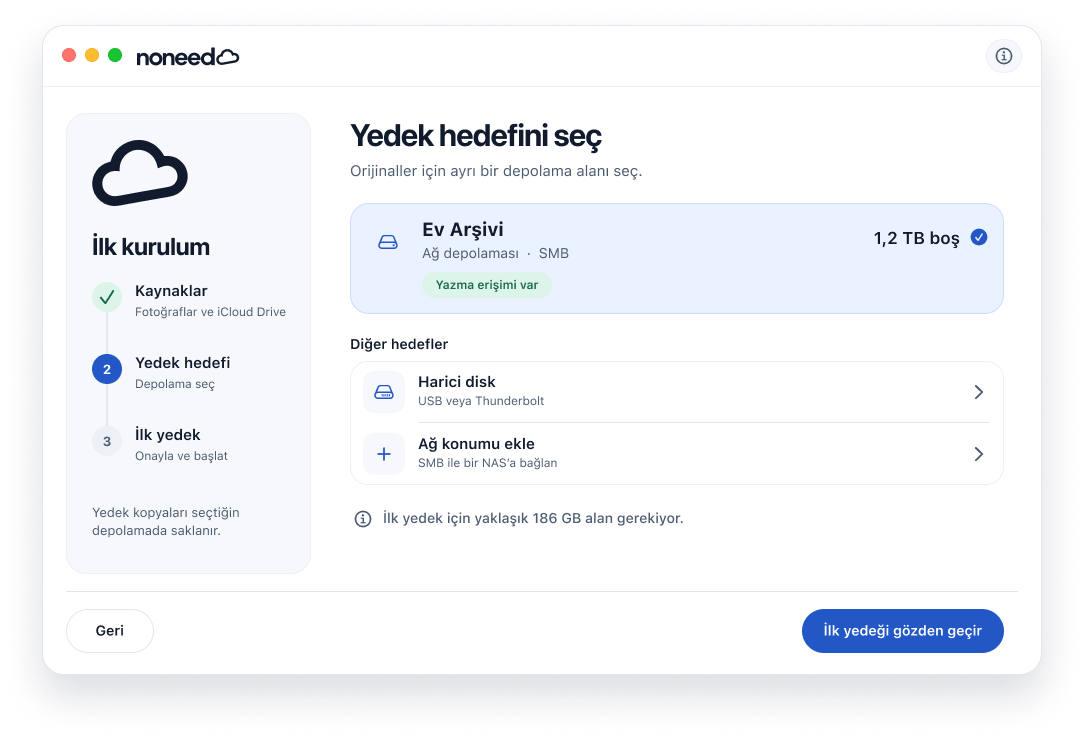 noneed
İlk kurulum
Kaynaklar
Fotoğraflar ve iCloud Drive
2
Yedek hedefi
Depolama seç
3
İlk yedek
Onayla ve başlat
Yedek kopyaları seçtiğin
depolamada saklanır.
Yedek hedefini seç
Orijinaller için ayrı bir depolama alanı seç.
Ev Arşivi
Ağ depolaması · SMB
Yazma erişimi var
1,2 TB boş
Diğer hedefler
Harici disk
USB veya Thunderbolt
Ağ konumu ekle
SMB ile bir NAS’a bağlan
İlk yedek için yaklaşık 186 GB alan gerekiyor.
Geri
İlk yedeği gözden geçir